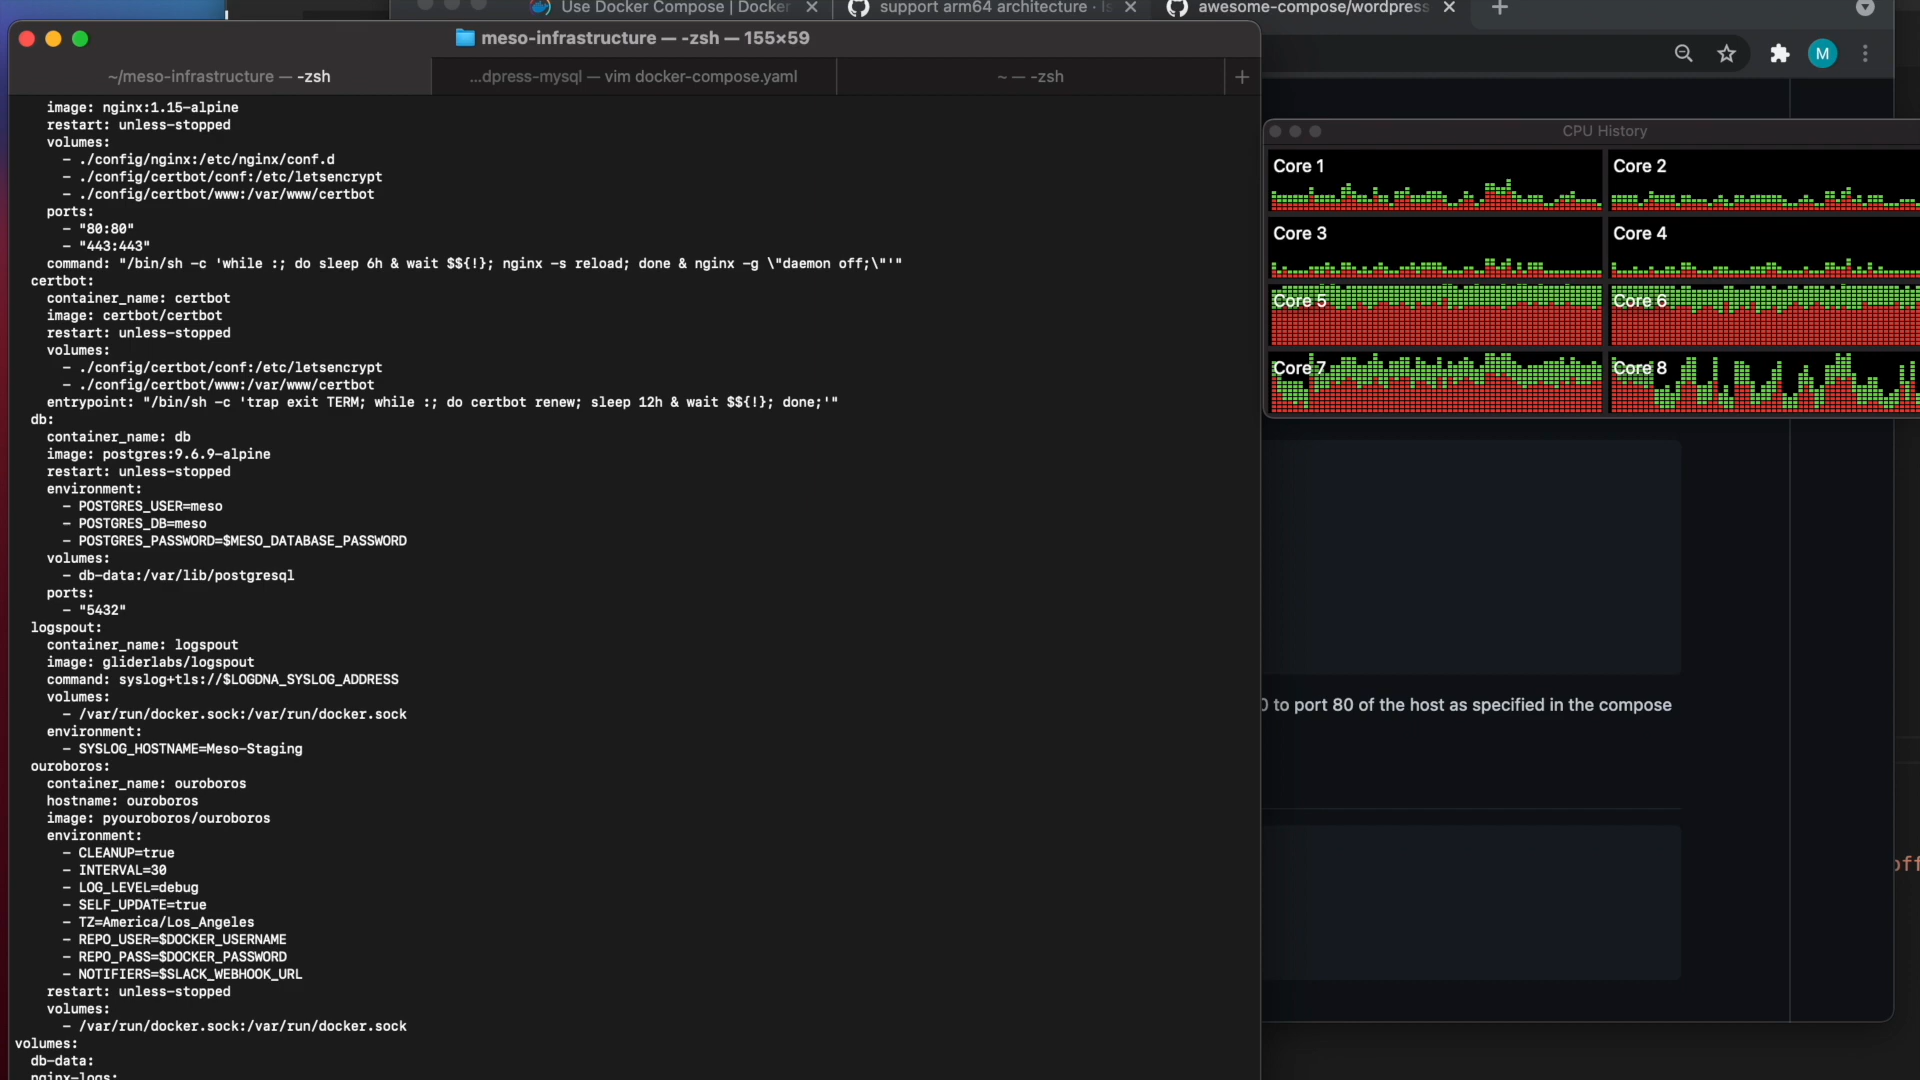 Use Docker Compose | Docker
support arm64 architecture ·
awesome-compose/wordpress
meso-infrastructure — -zsh — 155×59
~/meso-infrastructure — -zsh
...dpress-mysql — vim docker-compose.yaml
~ — -zsh
M
image: nginx:1.15-alpine
restart: unless-stopped
volumes:
- ./config/nginx:/etc/nginx/conf.d
- ./config/certbot/conf:/etc/letsencrypt
- ./config/certbot/www:/var/www/certbot
ports:
- "80:80"
- "443:443"
command: "/bin/sh -c 'while :; do sleep 6h & wait $${!}; nginx -s reload; done & nginx -g \"daemon off;\"'"
certbot:
container_name: certbot
image: certbot/certbot
restart: unless-stopped
volumes:
- ./config/certbot/conf:/etc/letsencrypt
- ./config/certbot/www:/var/www/certbot
entrypoint: "/bin/sh -c 'trap exit TERM; while :; do certbot renew; sleep 12h & wait $${!}; done;'"
db:
container_name: db
image: postgres:9.6.9-alpine
restart: unless-stopped
environment:
- POSTGRES_USER=meso
- POSTGRES_DB=meso
- POSTGRES_PASSWORD=$MESO_DATABASE_PASSWORD
volumes:
- db-data:/var/lib/postgresql
ports:
- "5432"
logspout:
container_name: logspout
image: gliderlabs/logspout
command: syslog+tls://$LOGDNA_SYSLOG_ADDRESS
volumes:
- /var/run/docker.sock:/var/run/docker.sock
environment:
- SYSLOG_HOSTNAME=Meso-Staging
ouroboros:
container_name: ouroboros
hostname: ouroboros
image: pyouroboros/ouroboros
environment:
- CLEANUP=true
- INTERVAL=30
- LOG_LEVEL=debug
- SELF_UPDATE=true
- TZ=America/Los_Angeles
- REPO_USER=$DOCKER_USERNAME
- REPO_PASS=$DOCKER_PASSWORD
- NOTIFIERS=$SLACK_WEBHOOK_URL
restart: unless-stopped
volumes:
- /var/run/docker.sock:/var/run/docker.sock
volumes:
db-data:
nginx-logs:
CPU History
Core 1
Core 2
Core 3
Core 4
Core 5
Core 6
Core 7
Core 8
0 to port 80 of the host as specified in the compose
off